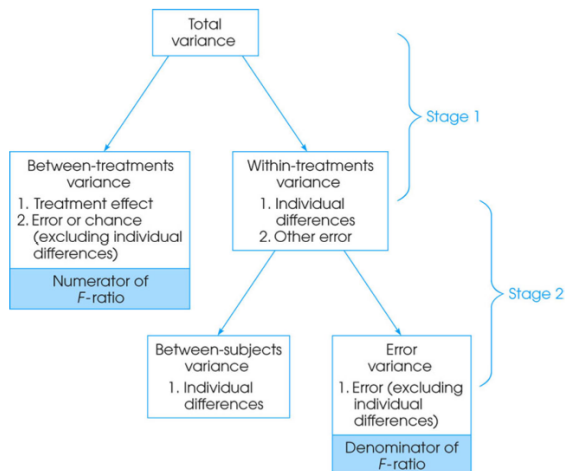 Total
variance
Stage 1
Between-treatments
variance
1. Treatment effect
2. Error or chance
(excluding individual
differences)
Numerator of
F-ratio
Within-treatments
variance
1. Individual
differences
2. Other error
Stage 2
Between-subjects
variance
1. Individual
differences
Error
variance
1. Error (excluding
individual
differences)
Denominator of
F-ratio